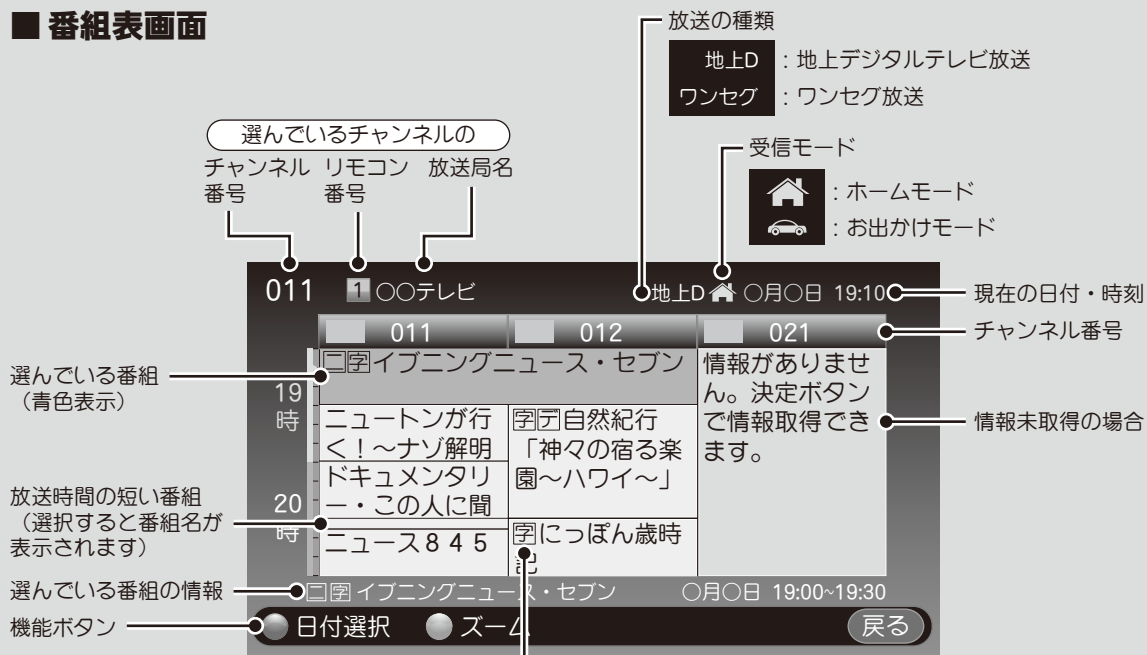 ■ 番組表画面
放送の種類
地上D ：地上デジタルテレビ放送
ワンセグ ：ワンセグ放送
選んでいるチャンネルの
チャンネル番号
リモコン番号
放送局名
受信モード
：ホームモード
：お出かけモード
011 1 ○○テレビ 地上D ○月○日 19:10
現在の日付・時刻
011 012 021
チャンネル番号
選んでいる番組
（青色表示）
19時
二字イブニングニュース・セブン
情報がありませ
ん。決定ボタン
で情報取得でき
ます。
情報未取得の場合
ニュートンが行
く！～ナゾ解明
字デ自然紀行
「神々の宿る楽
園～ハワイ～」
ドキュメンタリ
ー・この人に聞
放送時間の短い番組
（選択すると番組名が
表示されます）
20時
ニュース８４５
字にっぽん歳時
記
選んでいる番組の情報
二字 イブニングニュース・セブン ○月○日 19:00~19:30
機能ボタン
日付選択 ズーム 戻る